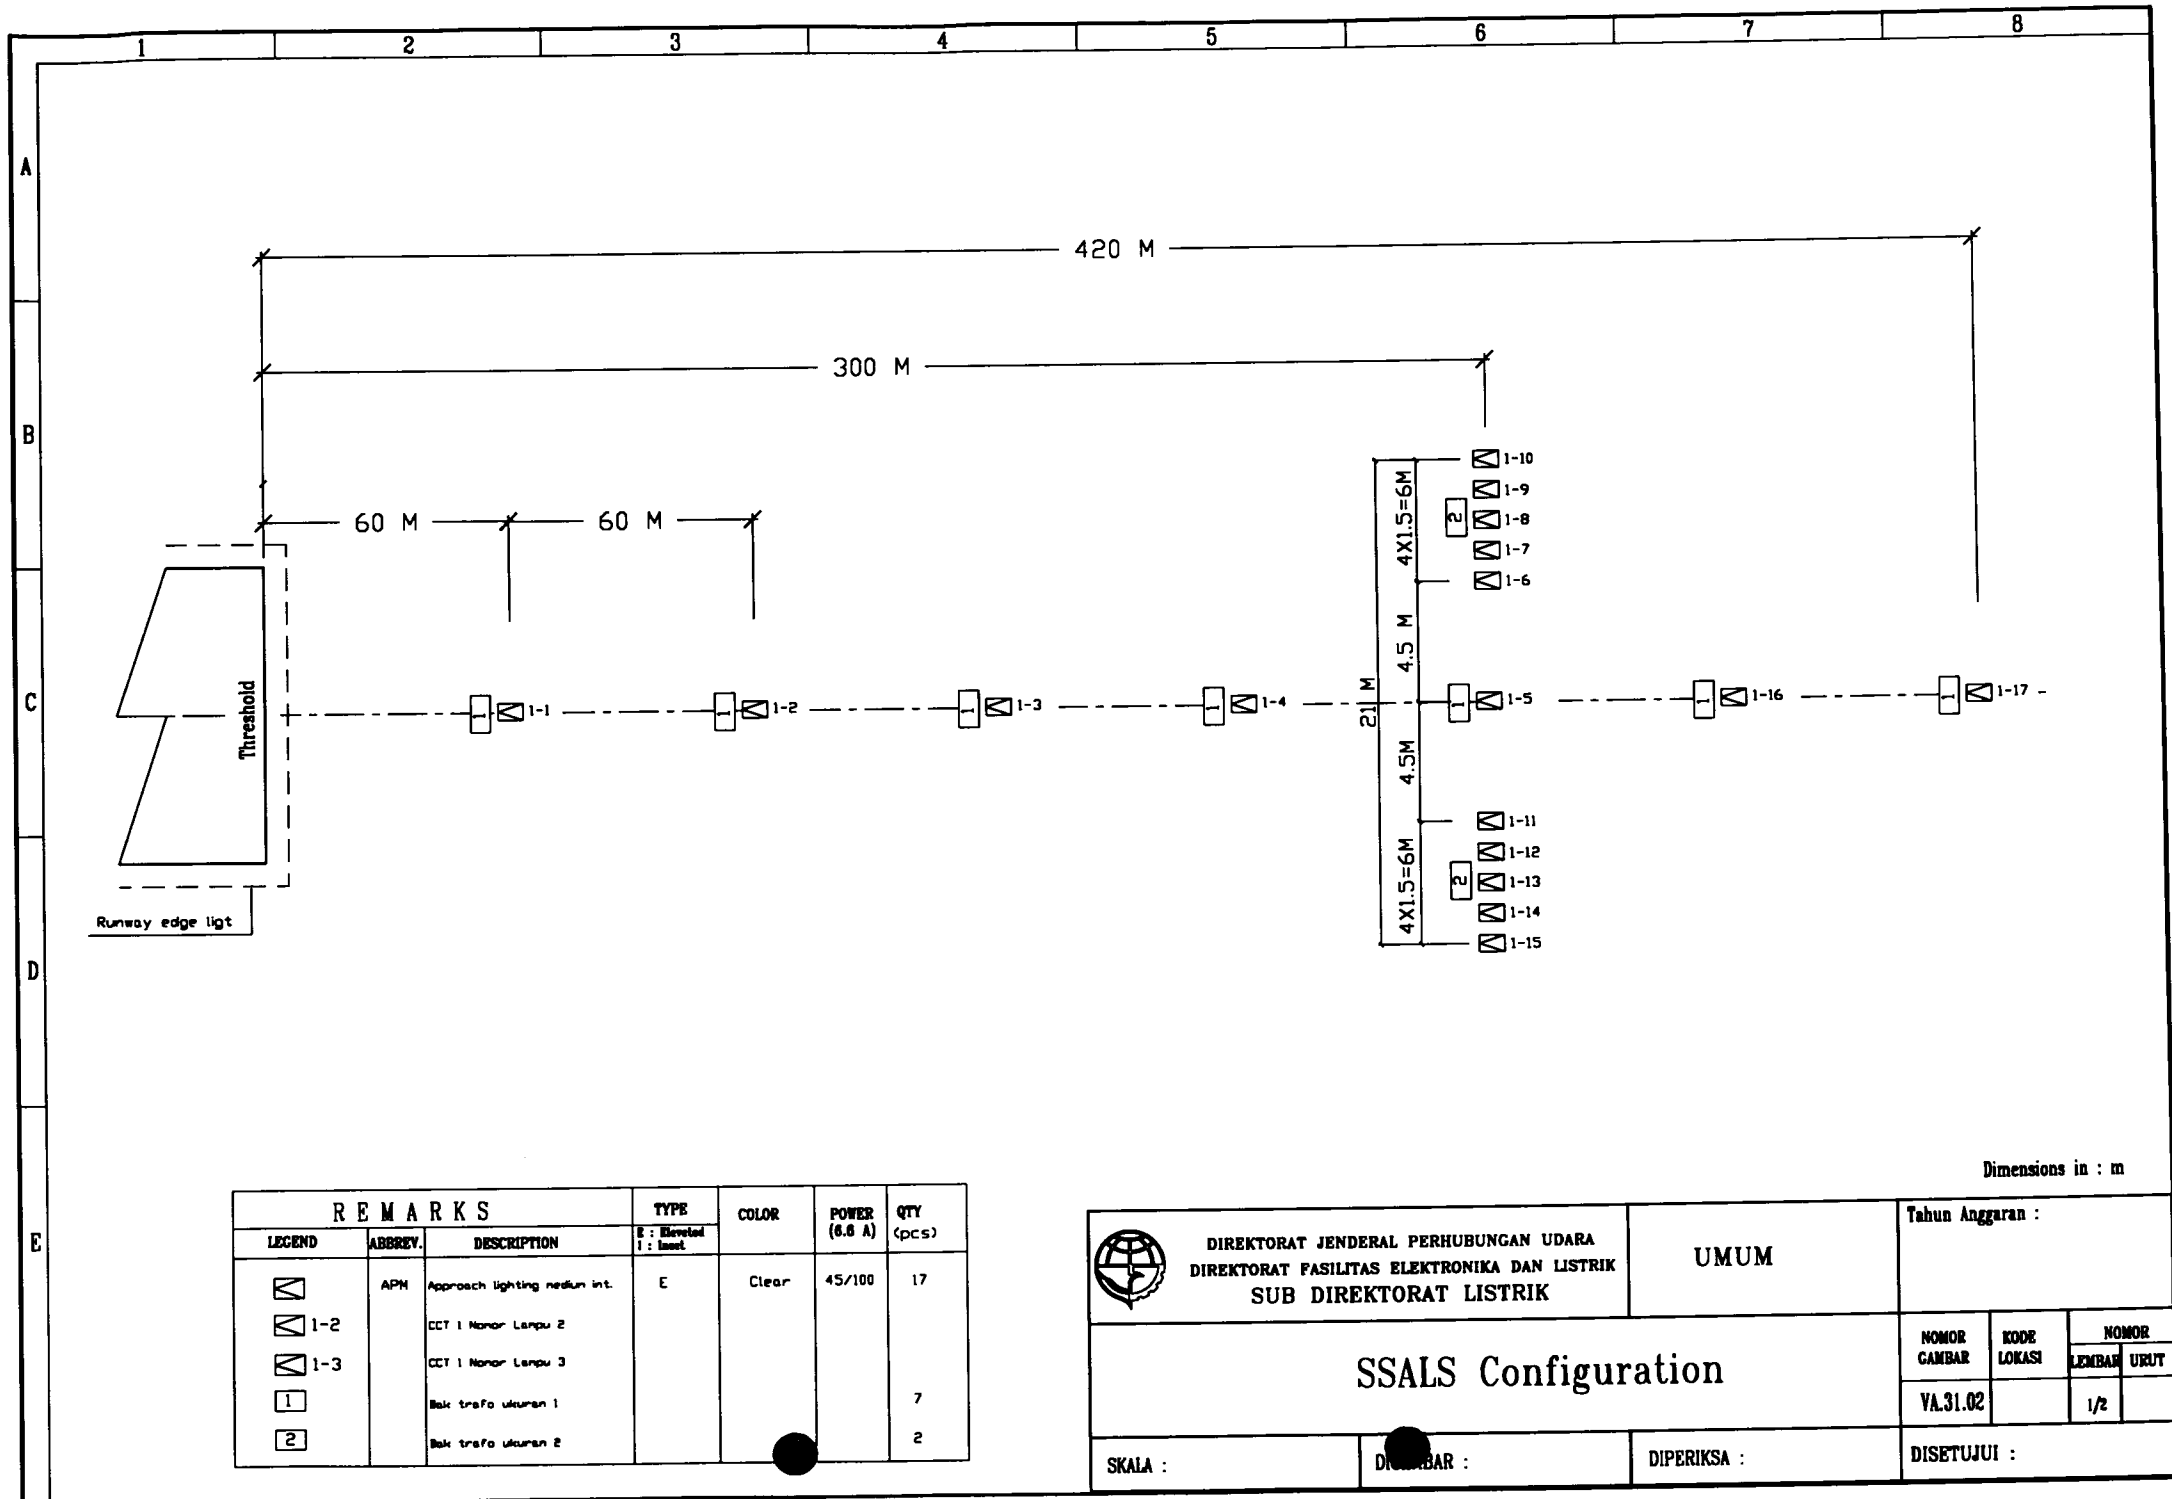 1 2 3 4 5 6 7 8
A
B
C
D
E
420 M
300 M
60 M 60 M
4X1.5=6M
4.5 M
21 M
4.5M
4X1.5=6M
1-10
1-9
2 1-8
1-7
1-6
Threshold
1 1-1
1 1-2
1 1-3
1 1-4
1 1-5
1 1-16
1 1-17
1-11
1-12
2 1-13
1-14
1-15
Runway edge ligt
Dimensions in : m
REMARKS TYPE COLOR POWER (6.6 A) QTY (pcs)
LEGEND ABBREV. DESCRIPTION E : Elevated
I : Inset
APM Approach lighting medium int. E Clear 45/100 17
1-2 CCT 1 Nomor Lampu 2
1-3 CCT 1 Nomor Lampu 3
1 Bak trafo ukuran 1 7
2 Bak trafo ukuran 2 2
DIREKTORAT JENDERAL PERHUBUNGAN UDARA
DIREKTORAT FASILITAS ELEKTRONIKA DAN LISTRIK
SUB DIREKTORAT LISTRIK
UMUM
Tahun Anggaran :
SSALS Configuration
NOMOR GAMBAR
KODE LOKASI
NOMOR
LEMBAR URUT
VA.31.02 1/2
SKALA :
DIPERIKSA :
DISETUJUI :